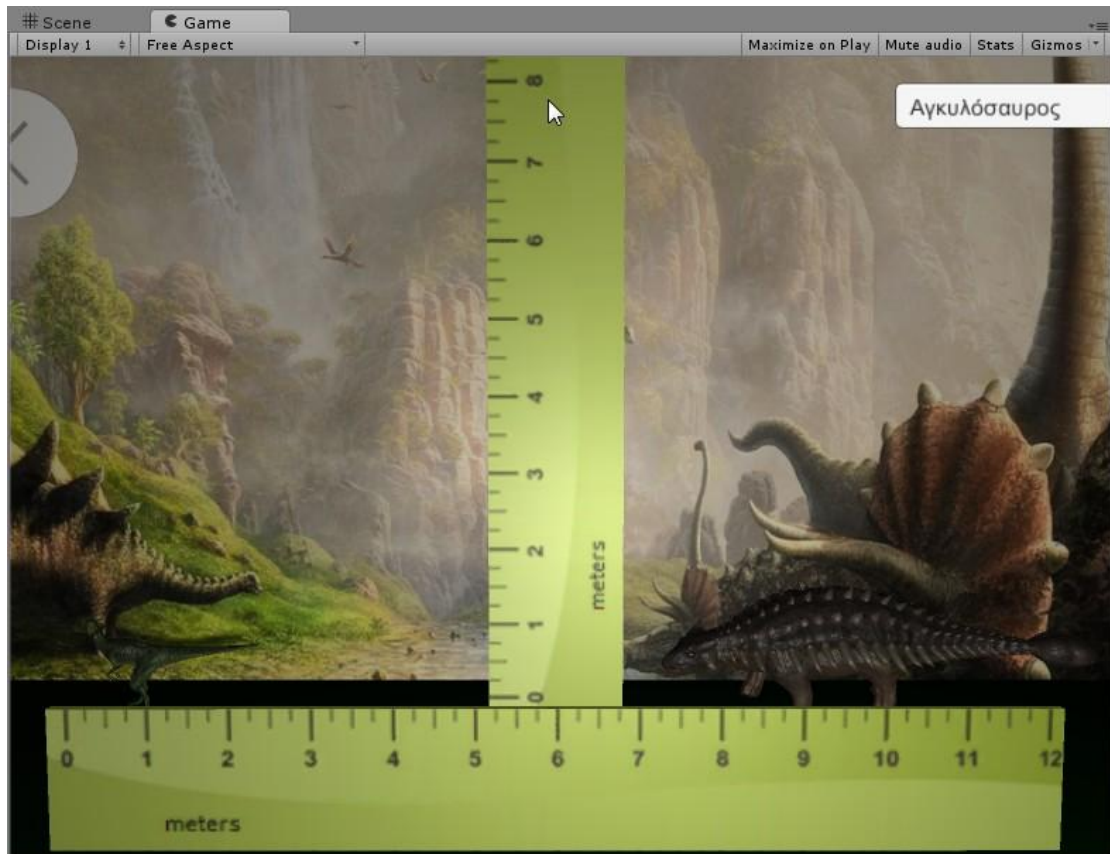 Scene Game
Display 1 Free Aspect Maximize on Play Mute audio Stats Gizmos
Αγκυλόσαυρος
8
7
6
5
4
3
2
meters
1
0
0 1 2 3 4 5 6 7 8 9 10 11 12
meters